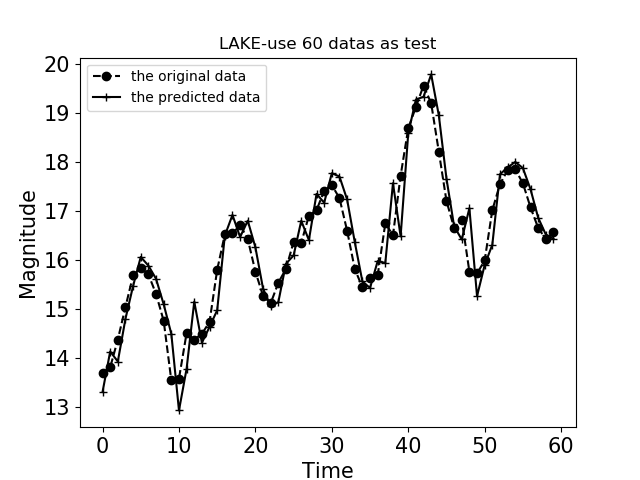 LAKE-use 60 datas as test
the original data
the predicted data
20
19
18
17
16
15
14
13
Magnitude
0 10 20 30 40 50 60
Time